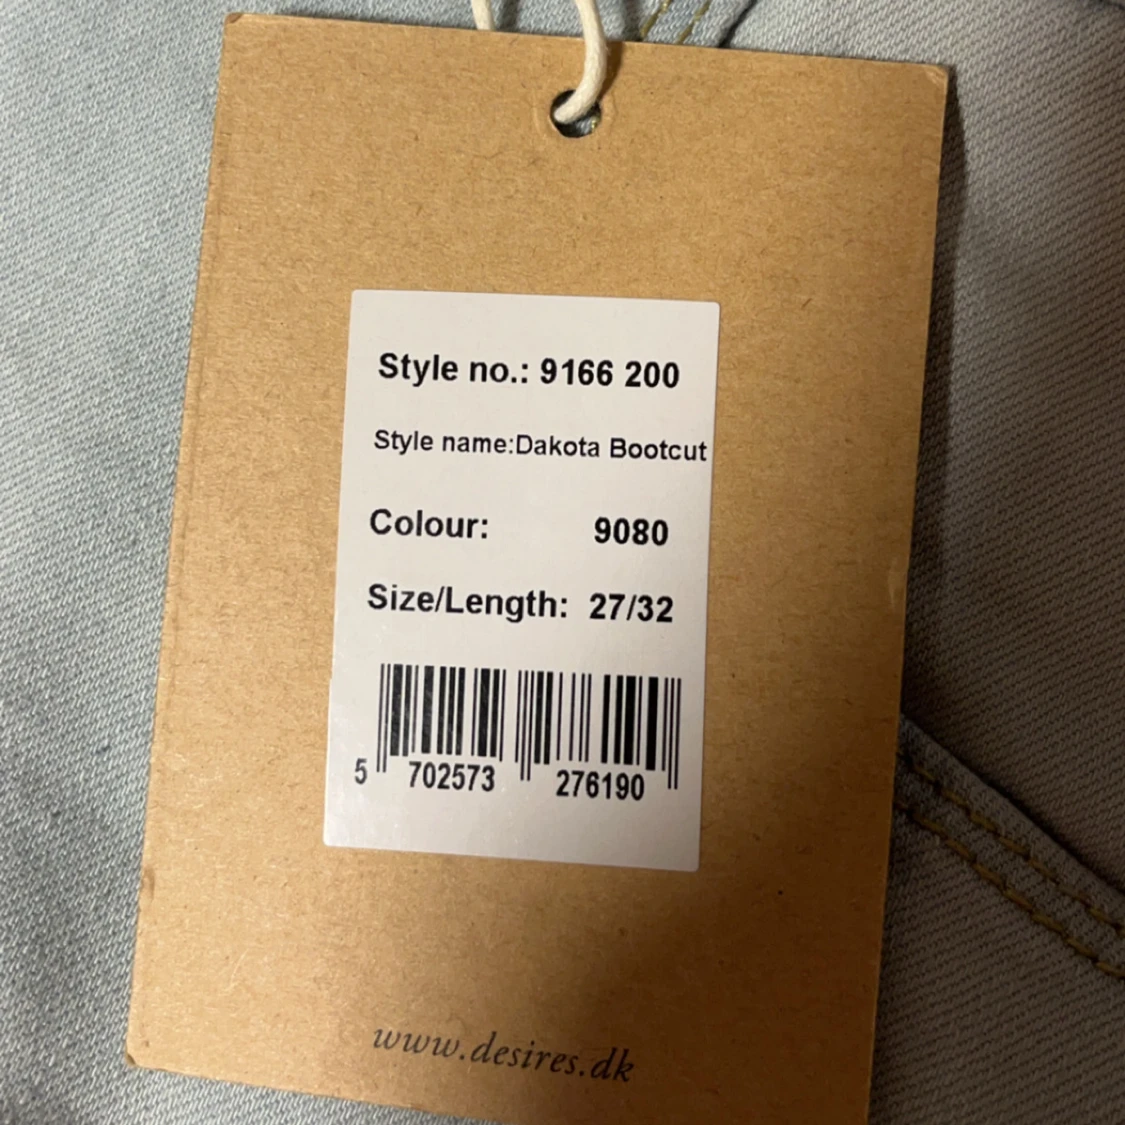 Style no.: 9166 200
Style name:Dakota Bootcut
Colour: 9080
Size/Length: 27/32
5 702573 276190
www.desires.dk